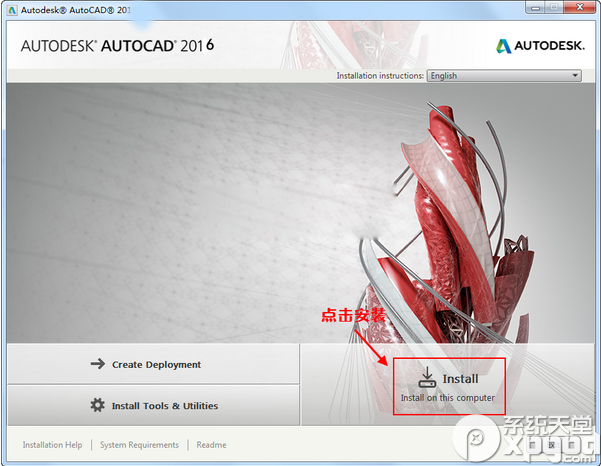 Autodesk® AutoCAD® 201
AUTODESK® AUTOCAD® 2016
AUTODESK.
Installation instructions: English
点击安装
Create Deployment
Install
Install on this computer
Install Tools & Utilities
Installation Help
System Requirements
Readme
系统天堂
xpgod